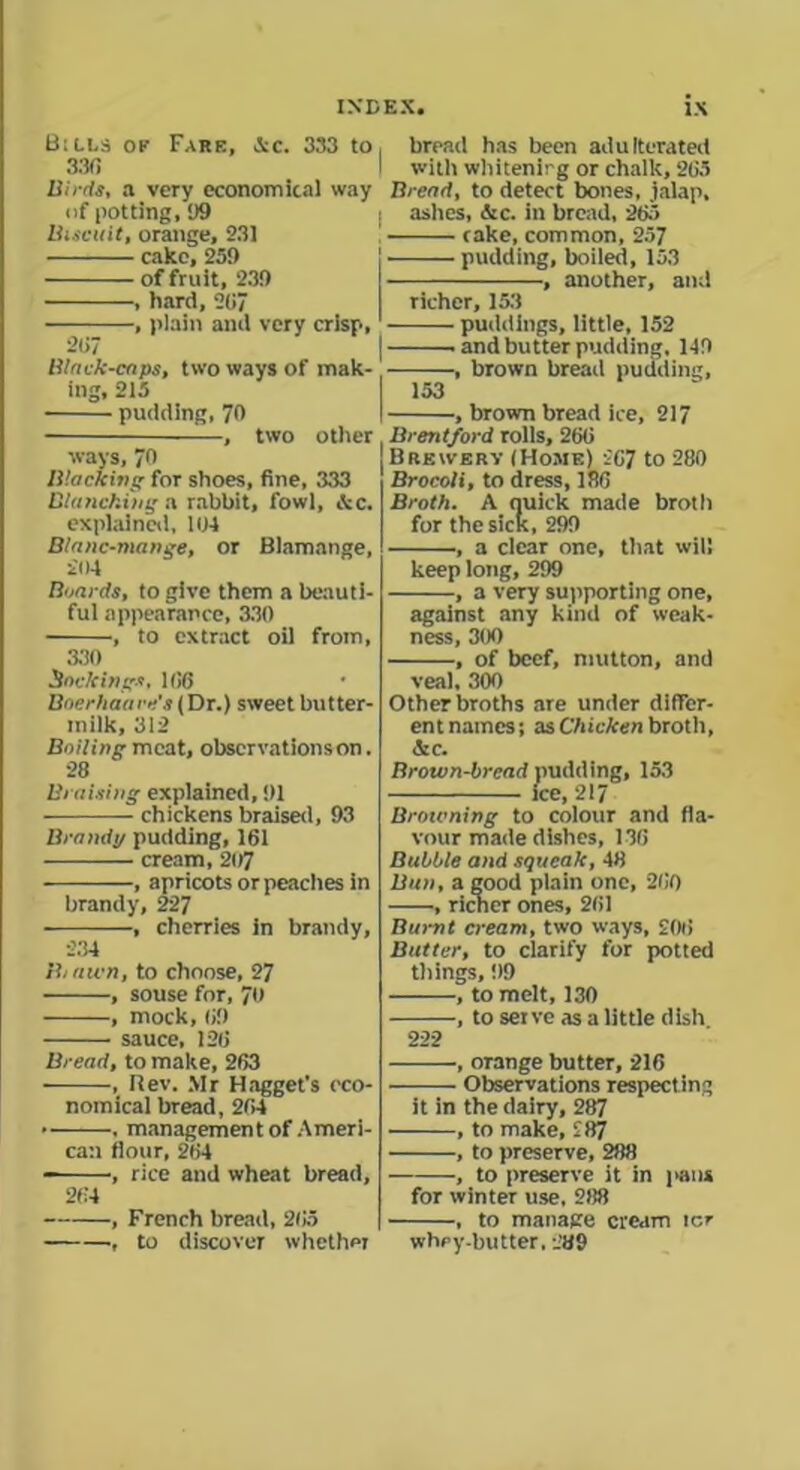 INDEX. ix
BILLS OF FARE, &c. 333 to
336
Birds, a very economical way
of potting, 99
Biscuit, orange, 231
——— cake, 259
——— of fruit, 239
———, hard, 267
———, plain and very crisp,
267
Black-caps, two ways of mak-
ing, 215
——— pudding, 70
———————, two other
ways, 70
Blacking for shoes, fine, 333
Blanching a rabbit, fowl, &c.
explained, 104
Blanc-mange, or Blamange,
204
Boards, to give them a beauti-
ful appearance, 330
———, to extract oil from,
330
Bockings, 166
Boerhaave's (Dr.) sweet butter-
milk, 312
Boiling meat, observations on.
28
Braising explained, 91
——— chickens braised, 93
Brandy pudding, 161
——— cream, 207
———, apricots or peaches in
brandy, 227
———, cherries in brandy,
234
Brawn, to choose, 27
———, souse for, 70
———, mock, 69
——— sauce, 126
Bread, to make, 263
———, Rev. Mr Hagget's eco-
nomical bread, 264
———, management of Ameri-
can flour, 264
———, rice and wheat bread,
264
———, French bread, 265
———, to discover whether
bread has been adulterated
with whitening or chalk, 265
Bread, to detect bones, jalap,
ashes, &c. in bread, 265
——— cake, common, 257
——— pudding, boiled, 153
———————, another, and
richer, 153
——— puddings, little, 152
——— and butter pudding, 149
———, brown bread pudding,
153
———, brown bread ice, 217
Brentford rolls, 266
BREWERY (HOME) 267 to 280
Brocoli, to dress, 186
Broth. A quick made broth
for the sick, 299
———, a clear one, that will
keep long, 299
———, a very supporting one,
against any kind of weak-
ness, 300
———, of beef, mutton, and
veal, 300
Other broths are under differ-
ent names; as Chicken broth,
&c.
Brown-bread pudding, 153
——————— ice, 217
Browning to colour and fla-
vour made dishes, 136
Bubble and squeak, 48
Bun, a good plain one, 260
———, richer ones, 261
Burnt cream, two ways, 206
Butter, to clarify for potted
things, 99
———, to melt, 130
———, to serve as a little dish.
222
———, orange butter, 216
——— Observations respecting
it in the dairy, 287
———, to make, 287
———, to preserve, 288
———, to preserve it in pans
for winter use, 288
———, to manage cream for
whey-butter, 289